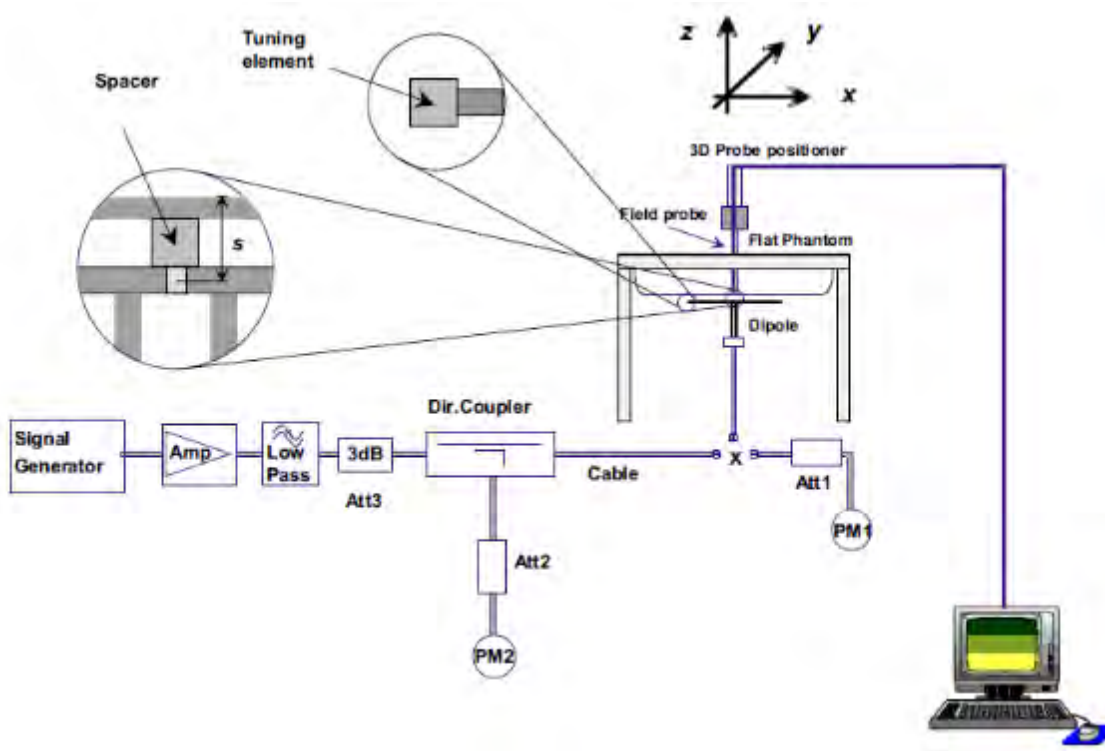 Tuning
element
Spacer
s
z
y
x
3D Probe positioner
Field probe
Flat Phantom
Dipole
Dir.Coupler
Signal
Generator
Amp
Low
Pass
3dB
Att3
Cable
x
Att1
PM1
Att2
PM2